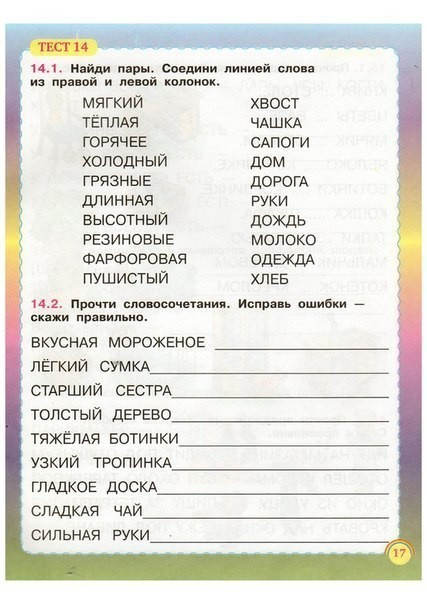 ТЕСТ 14
14.1. Найди пары. Соедини линией слова
из правой и левой колонок.
МЯГКИЙ ХВОСТ
ТЁПЛАЯ ЧАШКА
ГОРЯЧЕЕ САПОГИ
ХОЛОДНЫЙ ДОМ
ГРЯЗНЫЕ ДОРОГА
ДЛИННАЯ РУКИ
ВЫСОТНЫЙ ДОЖДЬ
РЕЗИНОВЫЕ МОЛОКО
ФАРФОРОВАЯ ОДЕЖДА
ПУШИСТЫЙ ХЛЕБ
14.2. Прочти словосочетания. Исправь ошибки —
скажи правильно.
ВКУСНАЯ МОРОЖЕНОЕ
ЛЁГКИЙ СУМКА
СТАРШИЙ СЕСТРА
ТОЛСТЫЙ ДЕРЕВО
ТЯЖЁЛАЯ БОТИНКИ
УЗКИЙ ТРОПИНКА
ГЛАДКОЕ ДОСКА
СЛАДКАЯ ЧАЙ
СИЛЬНАЯ РУКИ
17